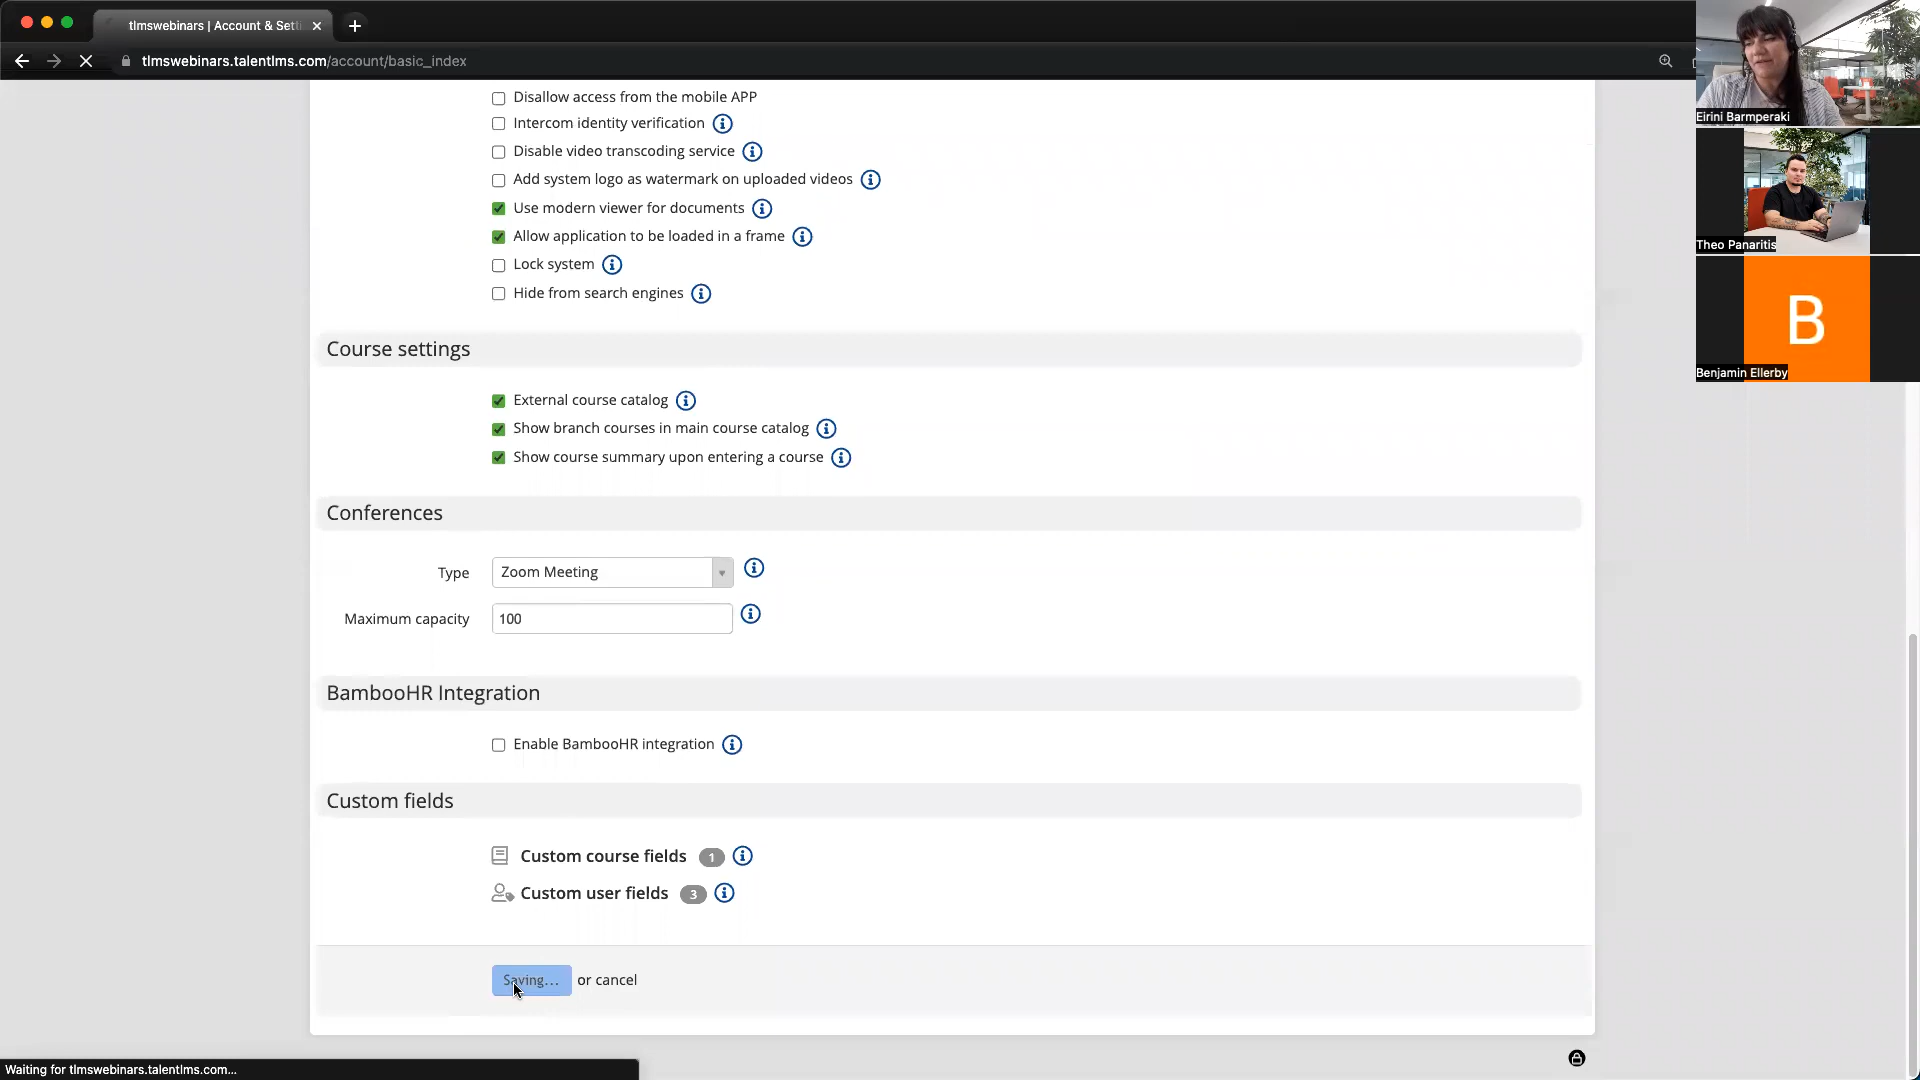 tlmswebinars | Account & Setti
tlmswebinars.talentlms.com/account/basic_index
Disallow access from the mobile APP
Intercom identity verification
Disable video transcoding service
Add system logo as watermark on uploaded videos
Use modern viewer for documents
Allow application to be loaded in a frame
Lock system
Hide from search engines
Course settings
External course catalog
Show branch courses in main course catalog
Show course summary upon entering a course
Conferences
Type Zoom Meeting
Maximum capacity 100
BambooHR Integration
Enable BambooHR integration
Custom fields
Custom course fields 1
Custom user fields 3
Saving... or cancel
Waiting for tlmswebinars.talentlms.com...
Eirini Barmperaki
Theo Panaritis
B
Benjamin Ellerby